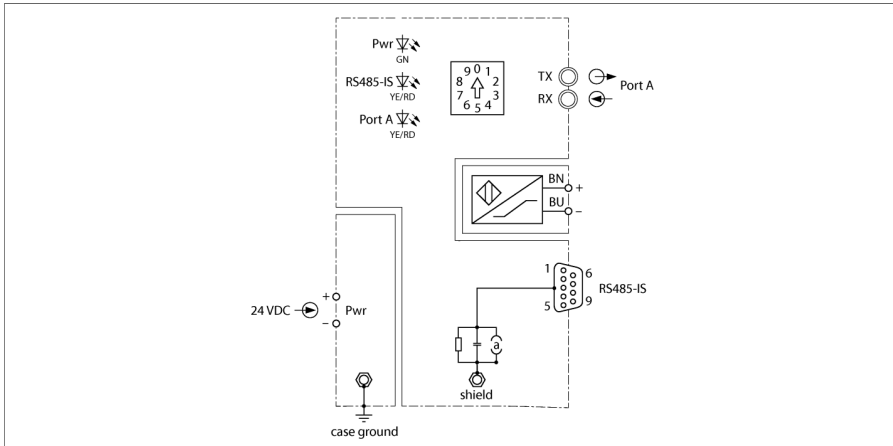 Pwr
GN
RS485-IS
YE/RD
Port A
YE/RD
9 0 1
8 2
7 3
6 5 4
TX
RX
Port A
BN +
BU –
1 6
5 9
RS485-IS
24 VDC
+
–
Pwr
a
shield
case ground